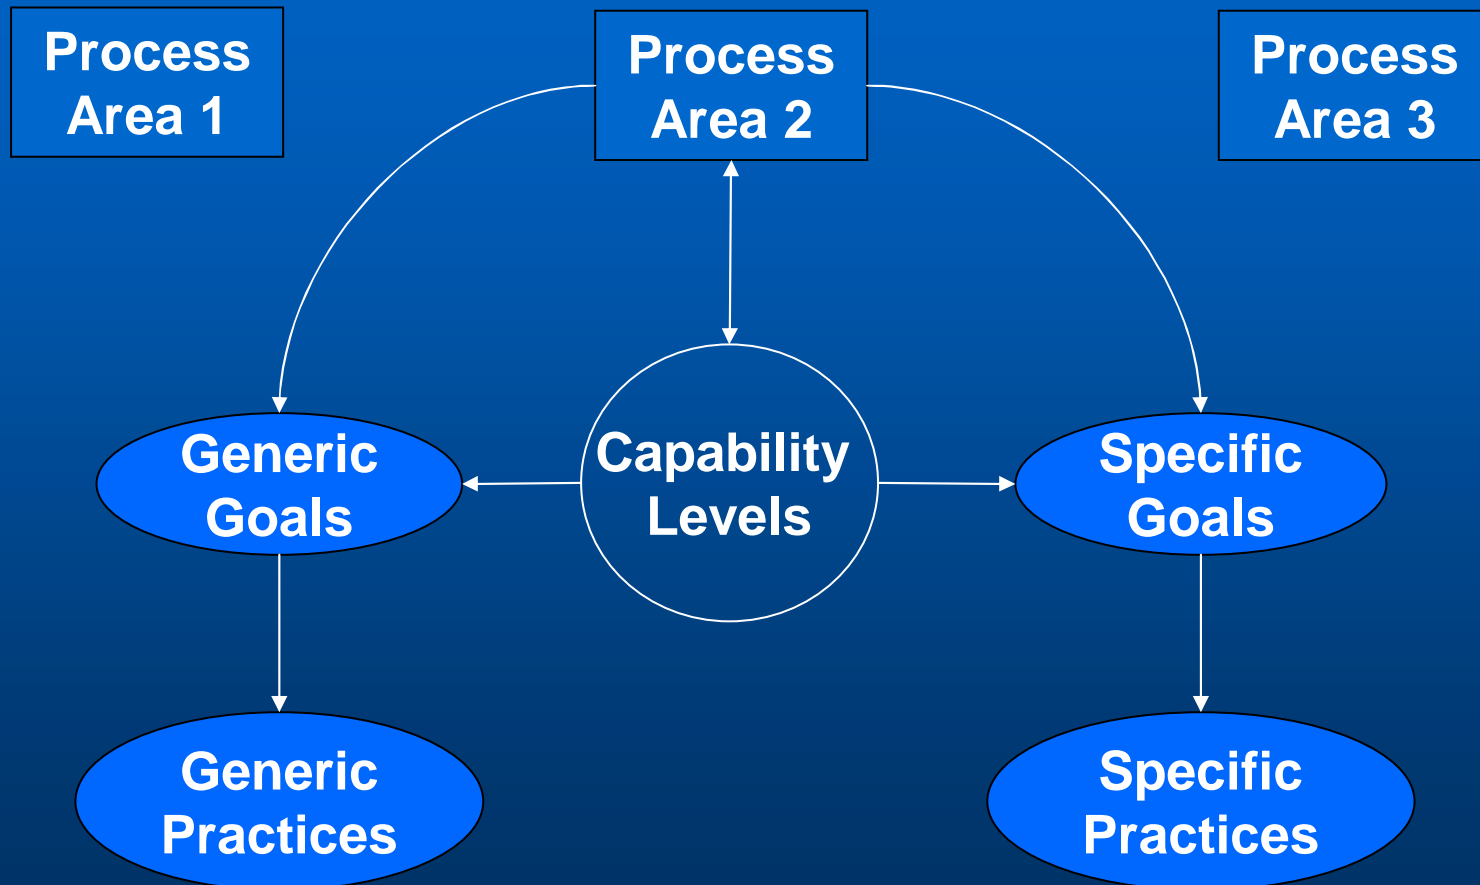 Process
Area 1
Process
Area 2
Process
Area 3
Generic
Goals
Capability
Levels
Specific
Goals
Generic
Practices
Specific
Practices